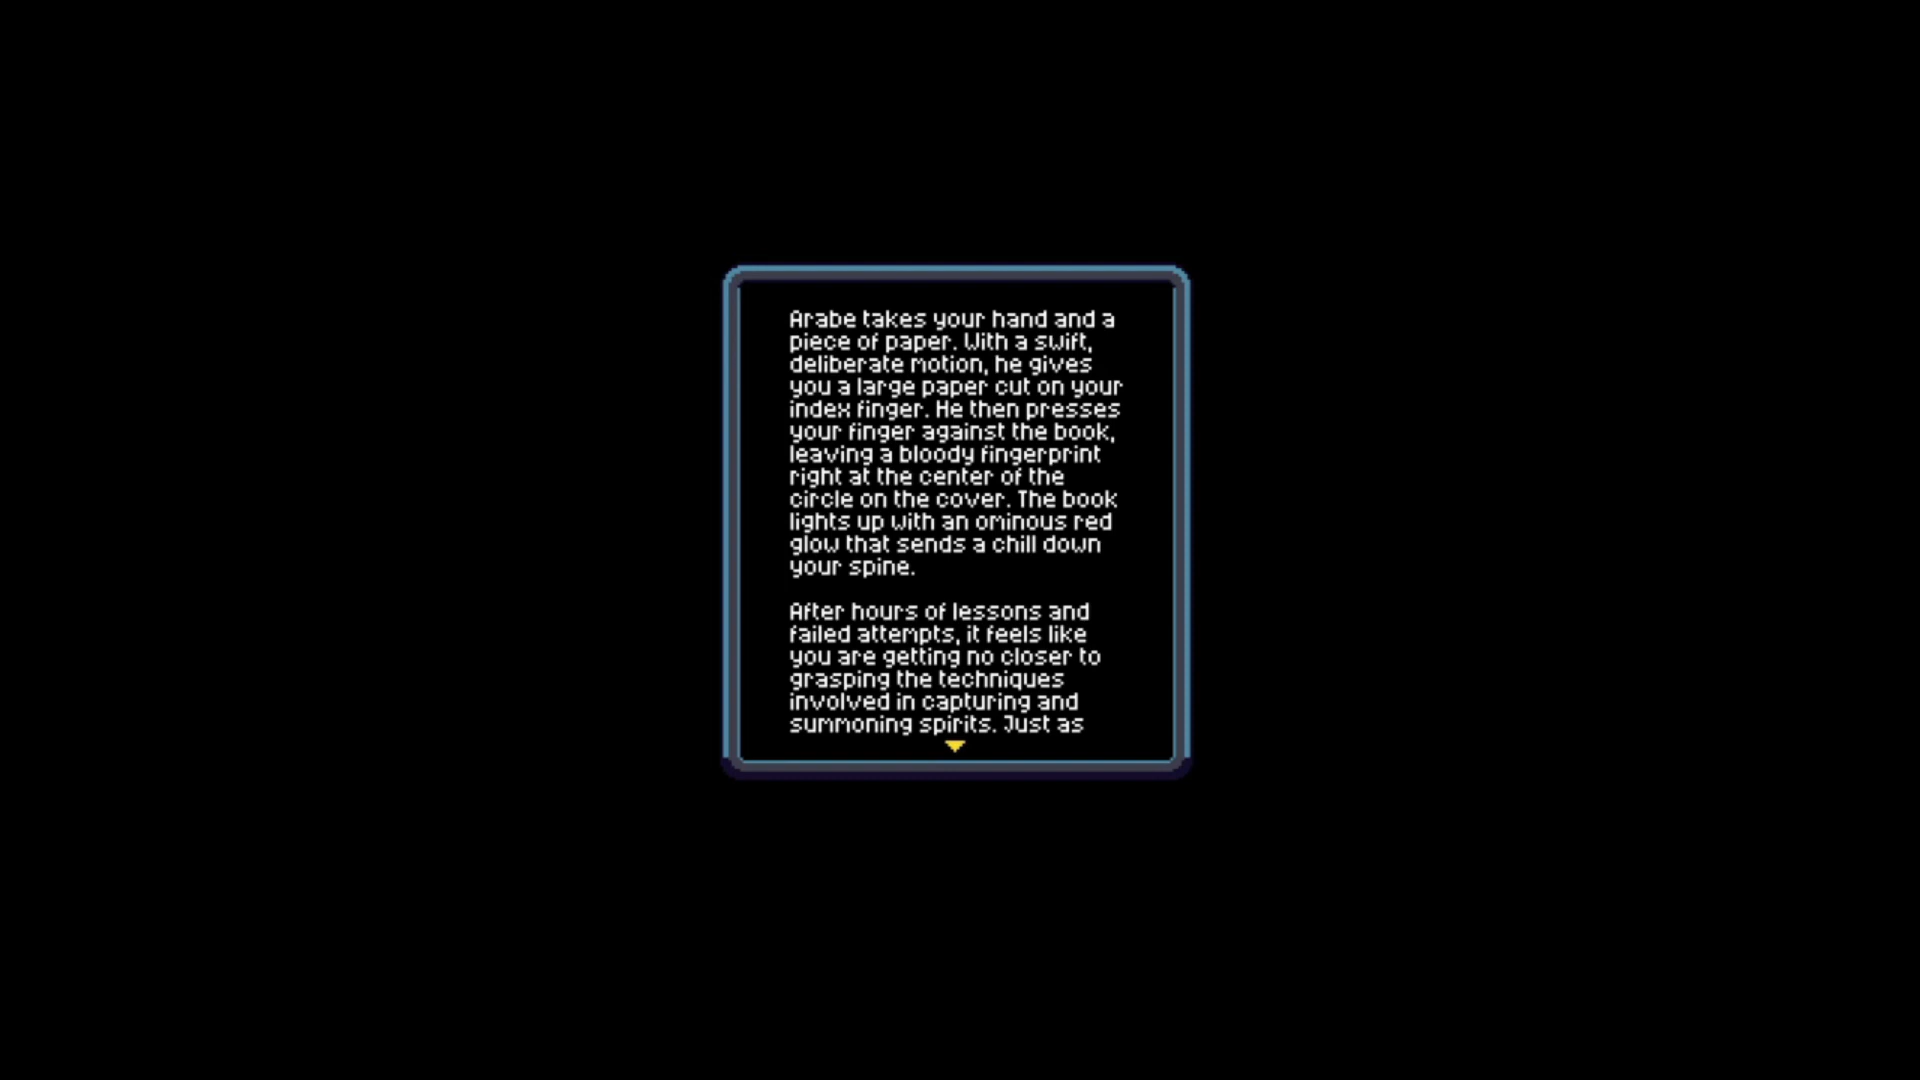 Arabe takes your hand and a
piece of paper. With a swift,
deliberate motion, he gives
you a large paper cut on your
index finger. He then presses
your finger against the book,
leaving a bloody fingerprint
right at the center of the
circle on the cover. The book
lights up with an ominous red
glow that sends a chill down
your spine.
After hours of lessons and
failed attempts, it feels like
you are getting no closer to
grasping the techniques
involved in capturing and
summoning spirits. Just as